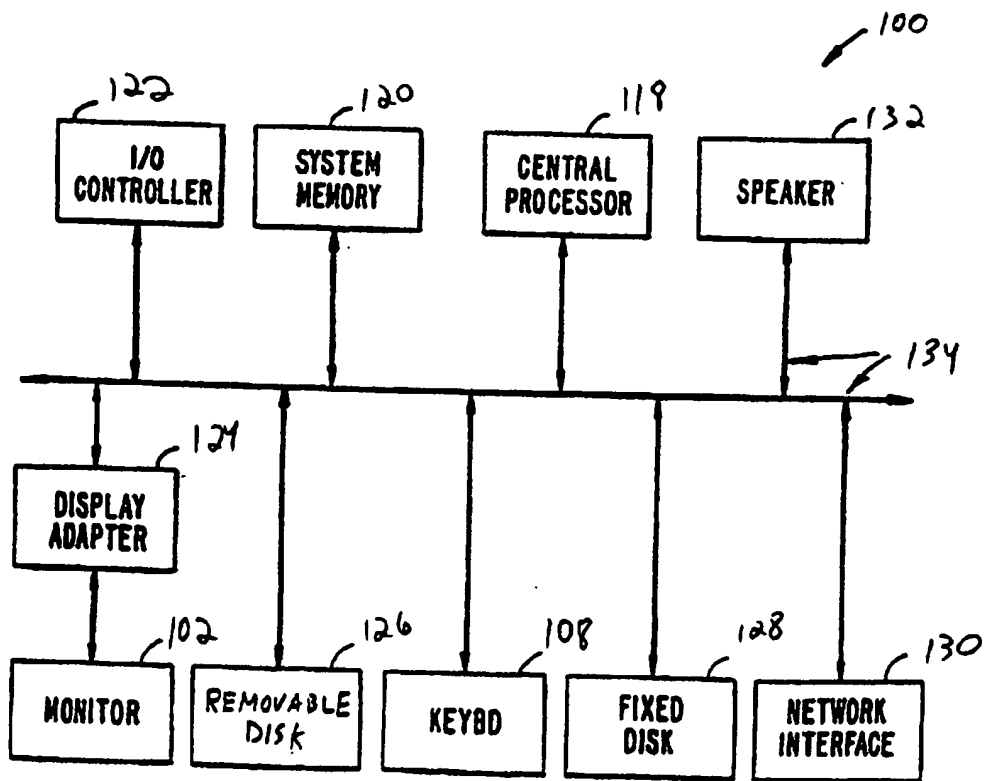 100
122
120
118
132
I/O
CONTROLLER
SYSTEM
MEMORY
CENTRAL
PROCESSOR
SPEAKER
134
124
DISPLAY
ADAPTER
102
126
108
128
130
MONITOR
REMOVABLE
DISK
KEYBD
FIXED
DISK
NETWORK
INTERFACE